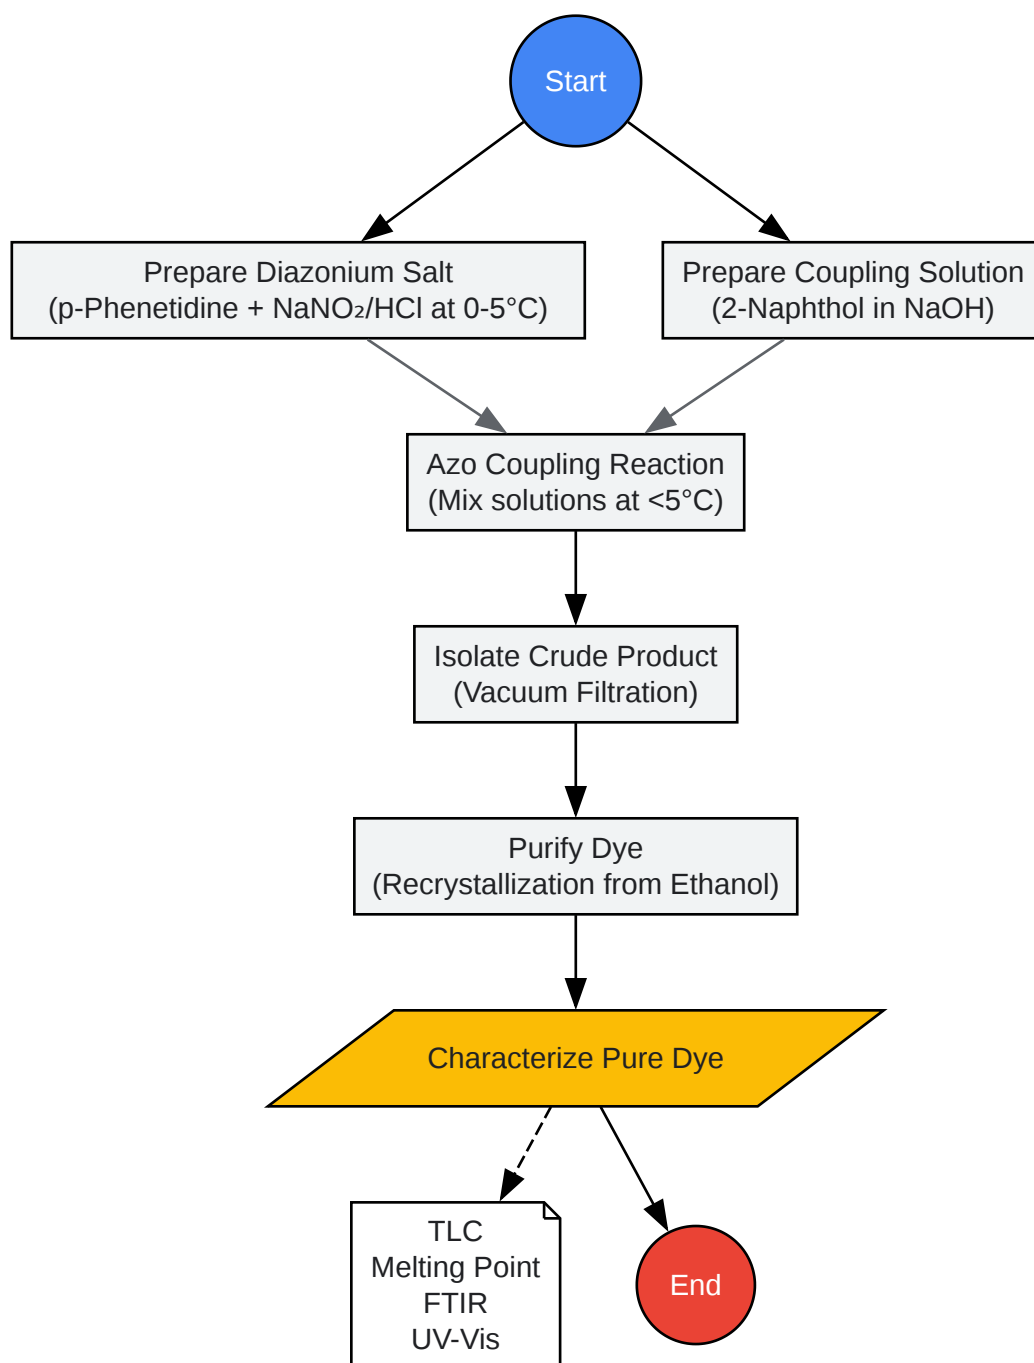 Start
Prepare Diazonium Salt
(p-Phenetidine + NaNO₂/HCl at 0-5°C)
Prepare Coupling Solution
(2-Naphthol in NaOH)
Azo Coupling Reaction
(Mix solutions at <5°C)
Isolate Crude Product
(Vacuum Filtration)
Purify Dye
(Recrystallization from Ethanol)
Characterize Pure Dye
TLC
Melting Point
FTIR
UV-Vis
End